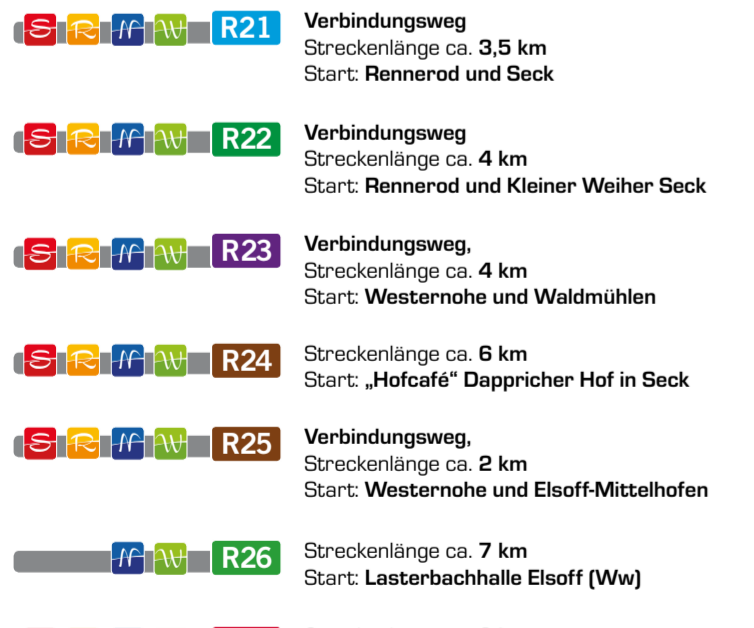 S R N W R21
Verbindungsweg
Streckenlänge ca. 3,5 km
Start: Rennerod und Seck
S R N W R22
Verbindungsweg
Streckenlänge ca. 4 km
Start: Rennerod und Kleiner Weiher Seck
S R N W R23
Verbindungsweg,
Streckenlänge ca. 4 km
Start: Westernohe und Waldmühlen
S R N W R24
Streckenlänge ca. 6 km
Start: „Hofcafé“ Dappricher Hof in Seck
S R N W R25
Verbindungsweg,
Streckenlänge ca. 2 km
Start: Westernohe und Elsoff-Mittelhofen
N W R26
Streckenlänge ca. 7 km
Start: Lasterbachhalle Elsoff (Ww)